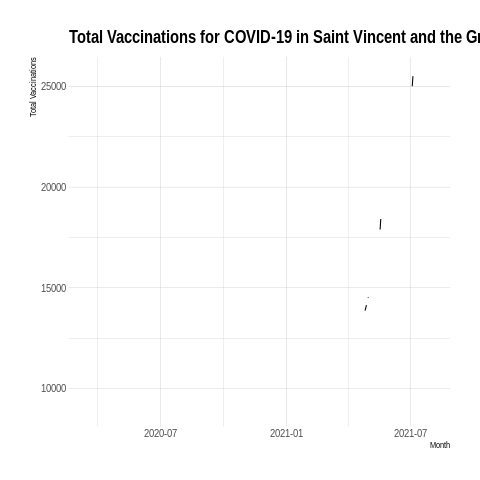 Total Vaccinations for COVID-19 in Saint Vincent and the Gr
Total Vaccinations
25000
20000
15000
10000
2020-07
2021-01
2021-07
Month